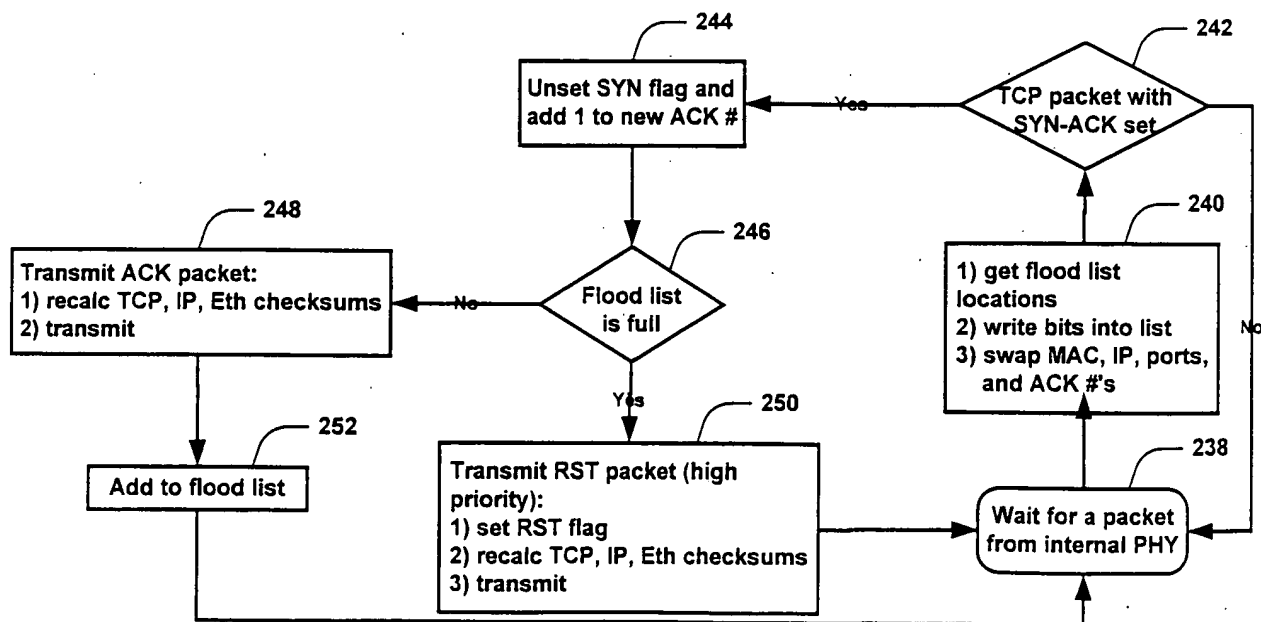 244
Unset SYN flag and
add 1 to new ACK #
Yes
242
TCP packet with
SYN-ACK set
No
240
1) get flood list
locations
2) write bits into list
3) swap MAC, IP, ports,
and ACK #'s
246
Flood list
is full
No
Yes
248
Transmit ACK packet:
1) recalc TCP, IP, Eth checksums
2) transmit
252
Add to flood list
250
Transmit RST packet (high
priority):
1) set RST flag
2) recalc TCP, IP, Eth checksums
3) transmit
238
Wait for a packet
from internal PHY